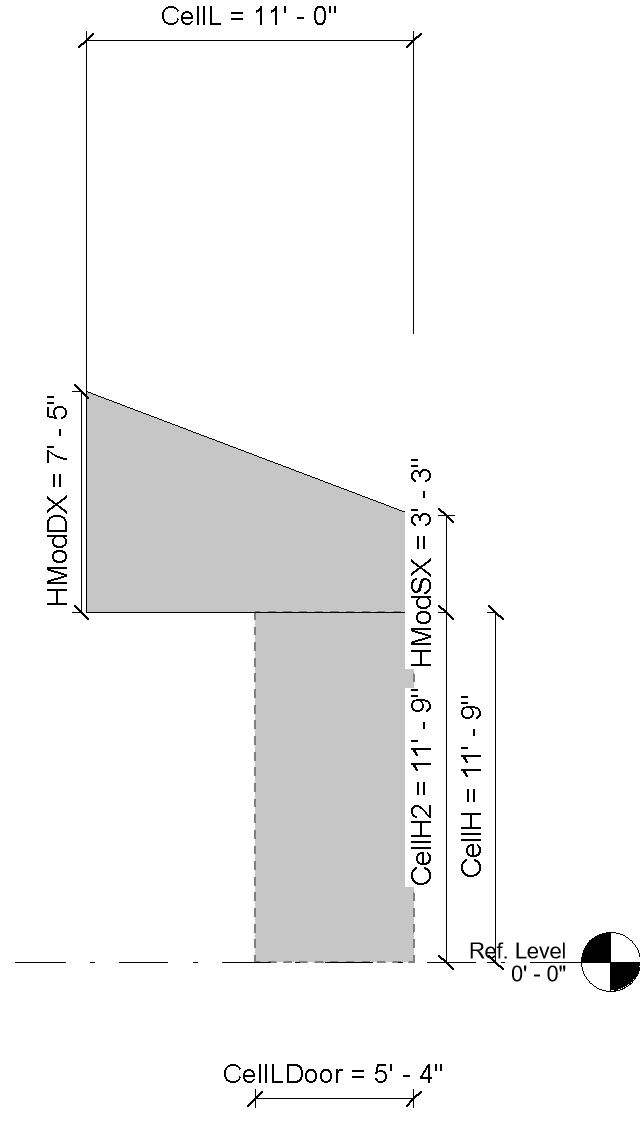 CellL = 11' - 0"
HModDX = 7' - 5"
HModSX = 3' - 3"
CellH2 = 11' - 9"
CellH = 11' - 9"
Ref. Level
0' - 0"
CellLDoor = 5' - 4"